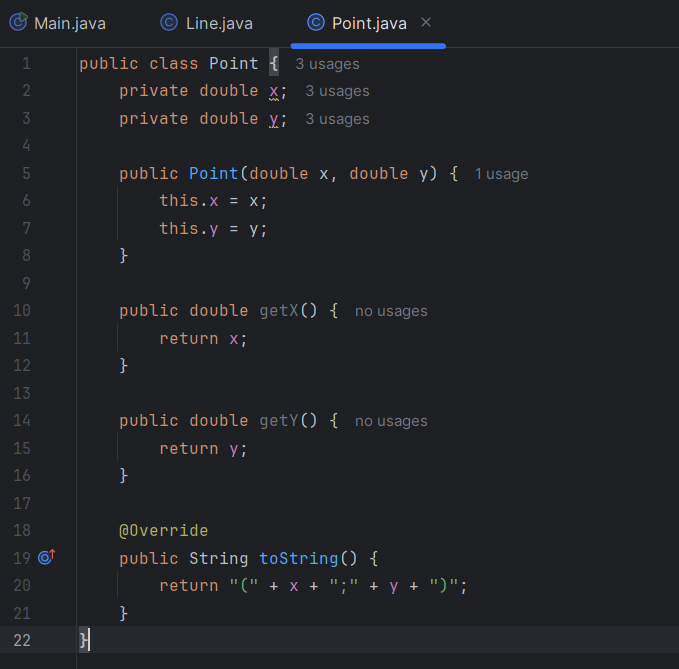 Main.java Line.java Point.java
1 public class Point { 3 usages
2 private double x; 3 usages
3 private double y; 3 usages
4
5 public Point(double x, double y) { 1 usage
6 this.x = x;
7 this.y = y;
8 }
9
10 public double getX() { no usages
11 return x;
12 }
13
14 public double getY() { no usages
15 return y;
16 }
17
18 @Override
19 public String toString() {
20 return "(" + x + ";" + y + ")";
21 }
22 }